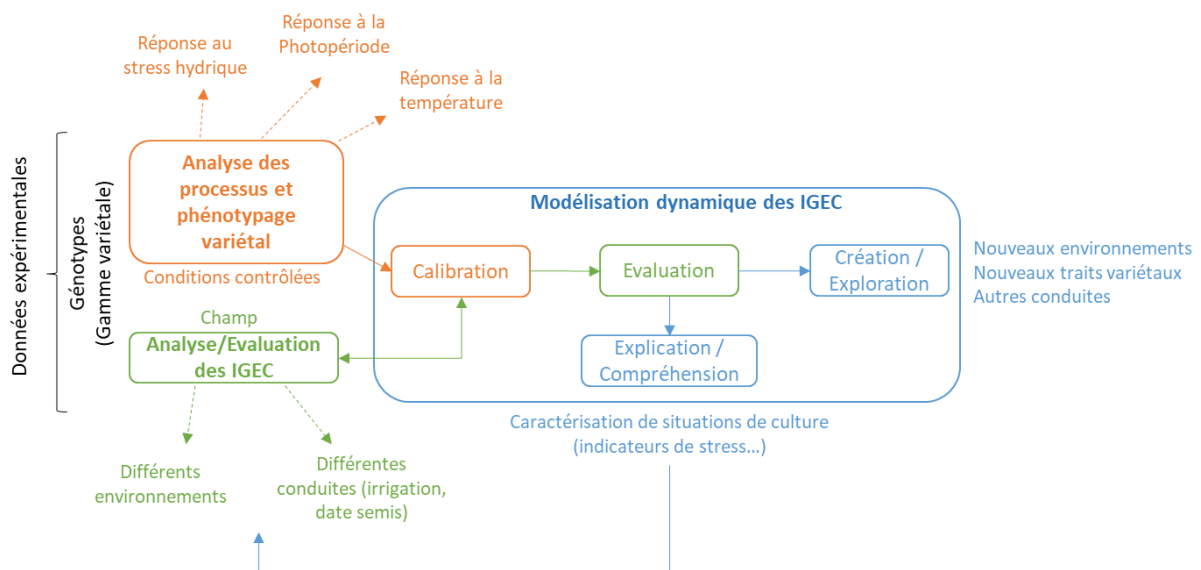 Réponse à la
Photopériode
Réponse au
stress hydrique
Réponse à la
température
Données expérimentales
Génotypes
(Gamme variétale)
Analyse des
processus et
phénotypage
variétal
Conditions contrôlées
Champ
Analyse/Evaluation
des IGEC
Différents
environnements
Différentes
conduites (irrigation,
date semis)
Modélisation dynamique des IGEC
Calibration
Evaluation
Création /
Exploration
Explication /
Compréhension
Nouveaux environnements
Nouveaux traits variétaux
Autres conduites
Caractérisation de situations de culture
(indicateurs de stress…)